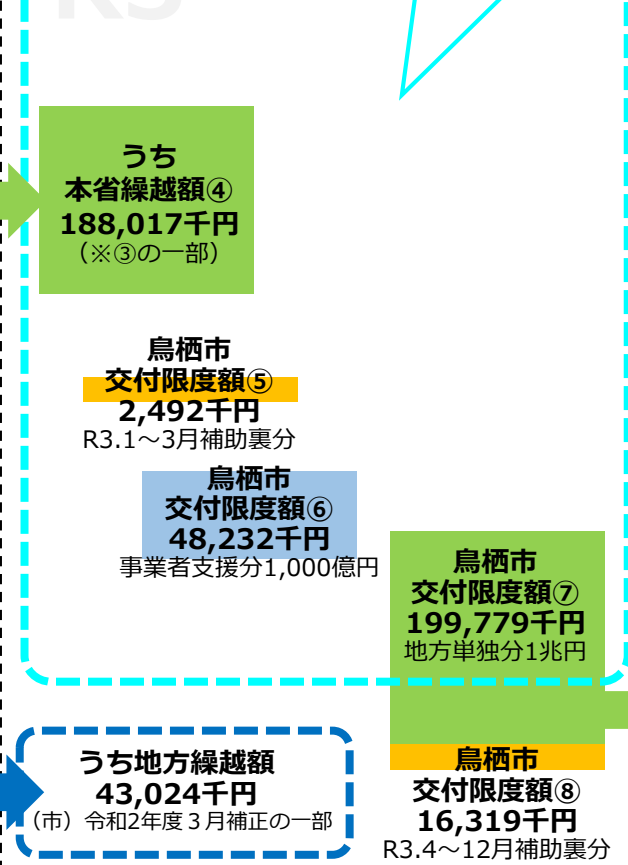 R3
うち
本省繰越額④
188,017千円
（※③の一部）
鳥栖市
交付限度額⑤
2,492千円
R3.1～3月補助裏分
鳥栖市
交付限度額⑥
48,232千円
事業者支援分1,000億円
鳥栖市
交付限度額⑦
199,779千円
地方単独分1兆円
うち地方繰越額
43,024千円
（市）令和2年度３月補正の一部
鳥栖市
交付限度額⑧
16,319千円
R3.4～12月補助裏分